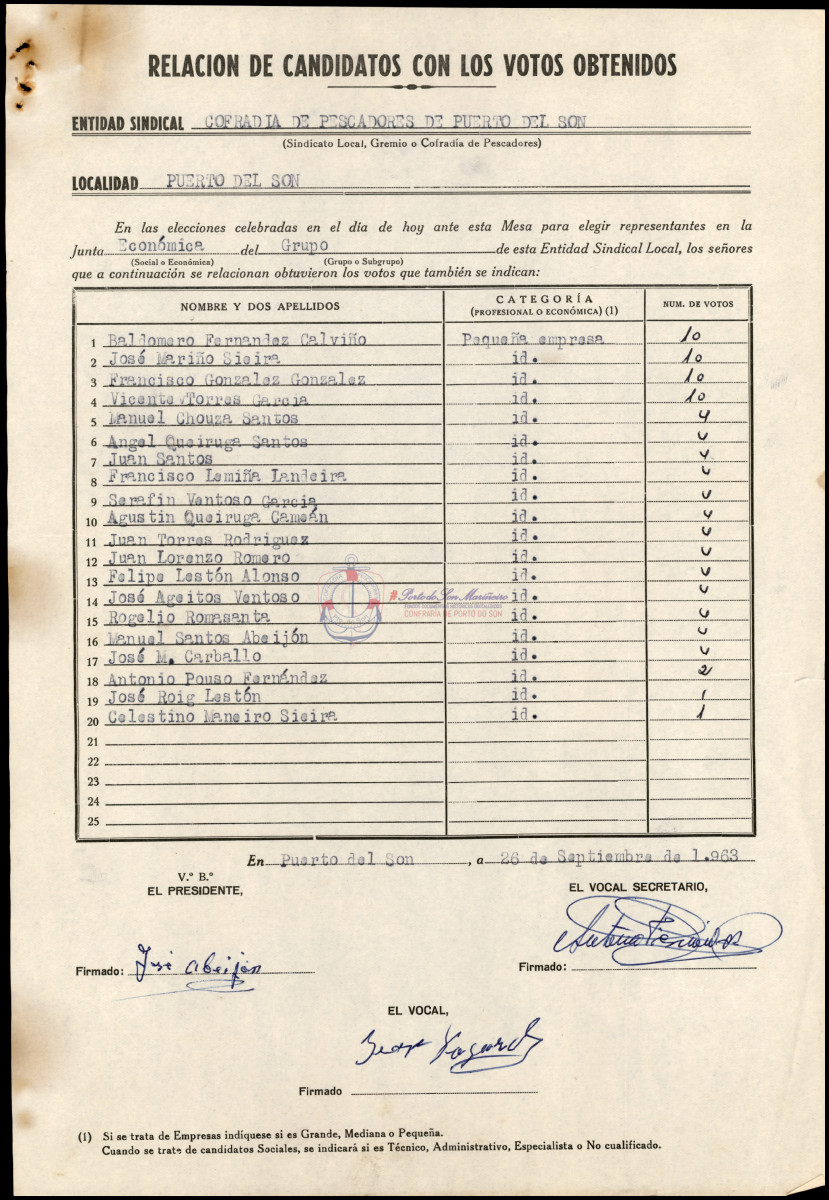 RELACION DE CANDIDATOS CON LOS VOTOS OBTENIDOS
ENTIDAD SINDICAL COFRADIA DE PESCADORES DE PUERTO DEL SON
(Sindicato Local, Gremio o Cofradía de Pescadores)
LOCALIDAD PUERTO DEL SON
En las elecciones celebradas en el día de hoy ante esta Mesa para elegir representantes en la
Junta Económica del Grupo de esta Entidad Sindical Local, los señores
(Social o Económica) (Grupo o Subgrupo)
que a continuación se relacionan obtuvieron los votos que también se indican:
NOMBRE Y DOS APELLIDOS CATEGORÍA (PROFESIONAL O ECONÓMICA) (1) NUM. DE VOTOS
1 Baldomero Fernandez Calviño Pequeña empresa 10
2 José Mariño Sieira id. 10
3 Francisco Gonzalez Gonzalez id. 10
4 Vicente Torres Garcia id. 10
5 Manuel Chouza Santos id. 4
6 Angel Queiruga Santos id. 4
7 Juan Santos id. 4
8 Francisco Lemiña Landeira id. 4
9 Serafin Ventoso Garcia id. 4
10 Agustin Queiruga Cameán id. 4
11 Juan Torres Rodriguez id. 4
12 Juan Lorenzo Romero id. 4
13 Felipe Lestón Alonso id. 4
14 José Ageitos Ventoso id. 4
15 Rogelio Romasanta id. 4
16 Manuel Santos Abeijón id. 4
17 José M. Carballo id. 4
18 Antonio Pouso Fernández id. 2
19 José Roig Lestón id. 1
20 Celestino Maneiro Sieira id. 1
21
22
23
24
25
#Porto do Son Mariñeiro
CONFRARÍA DE PORTO DO SON
En Puerto del Son, a 26 de Septiembre de 1.963
V.º B.º
EL PRESIDENTE, EL VOCAL SECRETARIO,
Firmado: José Abeijón Firmado:
EL VOCAL,
Firmado
(1) Si se trata de Empresas indíquese si es Grande, Mediana o Pequeña.
Cuando se trate de candidatos Sociales, se indicará si es Técnico, Administrativo, Especialista o No cualificado.